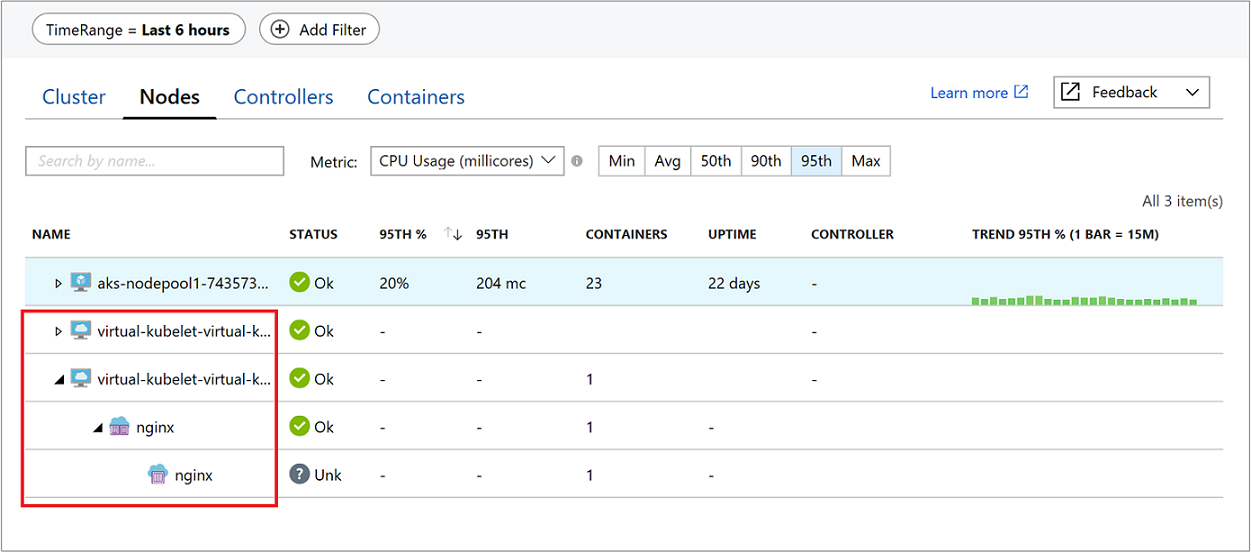 TimeRange = Last 6 hours Add Filter
Cluster Nodes Controllers Containers Learn more Feedback
Search by name... Metric: CPU Usage (millicores) Min Avg 50th 90th 95th Max
All 3 item(s)
NAME STATUS 95TH % ↑↓ 95TH CONTAINERS UPTIME CONTROLLER TREND 95TH % (1 BAR = 15M)
aks-nodepool1-743573... Ok 20% 204 mc 23 22 days -
virtual-kubelet-virtual-k... Ok - - -
virtual-kubelet-virtual-k... Ok - - 1 -
nginx Ok - - 1 -
nginx Unk - - 1 -